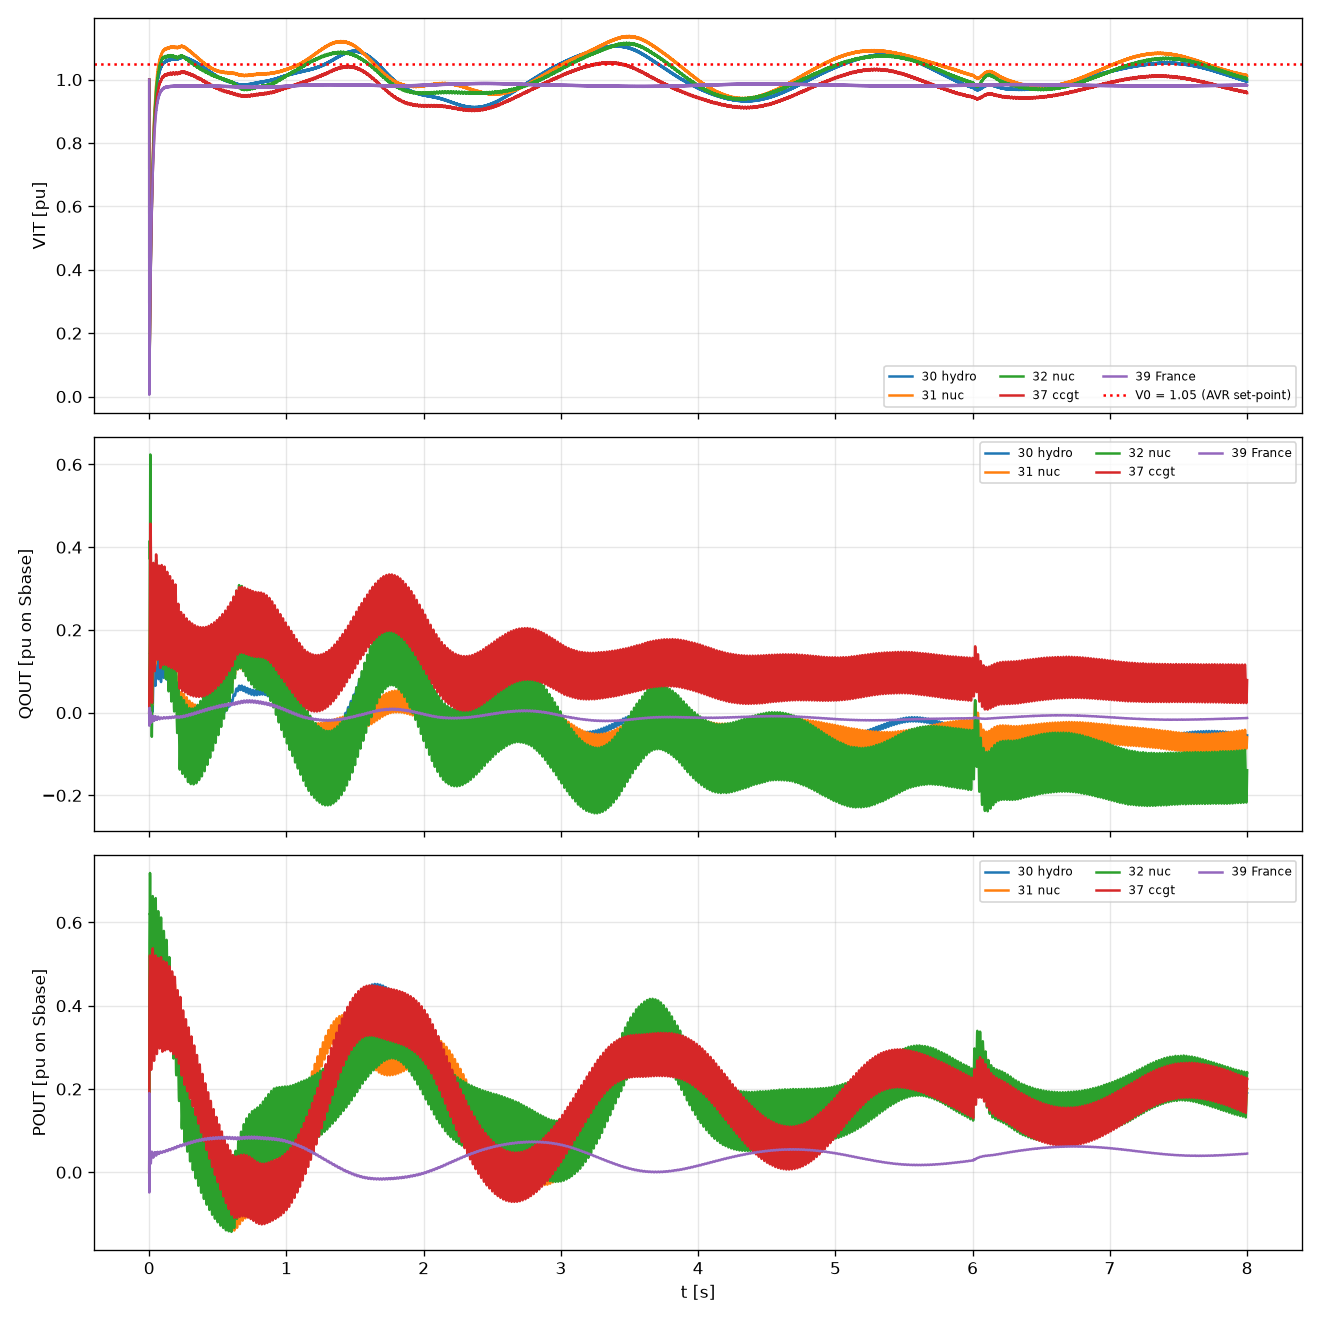 VIT [pu]
1.0
0.8
0.6
0.4
0.2
0.0
30 hydro 32 nuc 39 France
31 nuc 37 ccgt V0 = 1.05 (AVR set-point)
QOUT [pu on Sbase]
0.6
0.4
0.2
0.0
−0.2
30 hydro 32 nuc 39 France
31 nuc 37 ccgt
POUT [pu on Sbase]
0.6
0.4
0.2
0.0
30 hydro 32 nuc 39 France
31 nuc 37 ccgt
0 1 2 3 4 5 6 7 8
t [s]